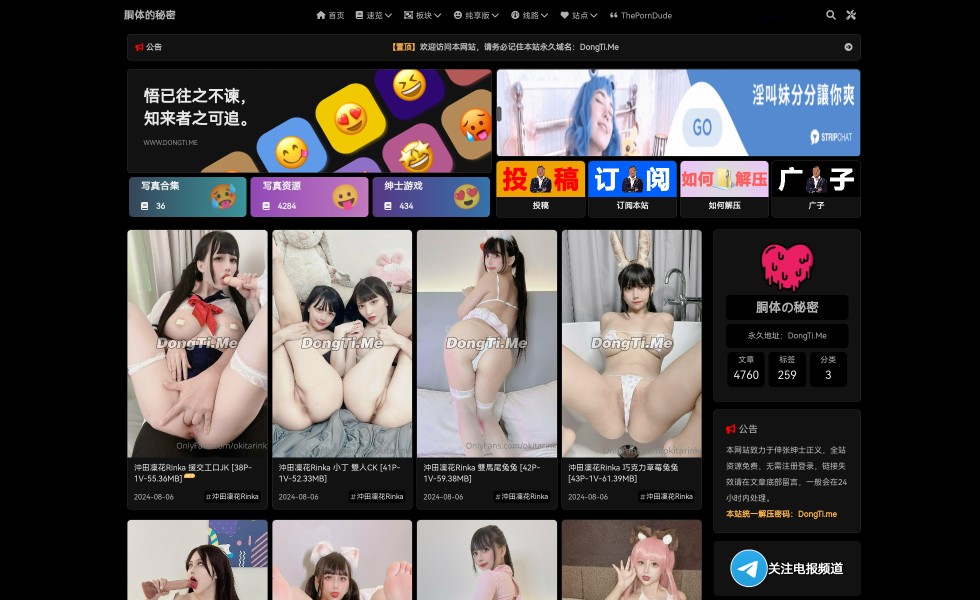 胴体的秘密
首页 速览 板块 纯享版 线路 站点 ThePornDude
公告
【置顶】欢迎访问本网站，请务必记住本站永久域名：DongTi.Me
悟已往之不谏，
知来者之可追。
WWW.DONGTI.ME
淫叫妹分分讓你爽
GO
STRIPCHAT
写真合集
36
写真资源
4284
绅士游戏
434
投稿
投稿
订阅
订阅本站
如何解压
如何解压
广子
广子
DongTi.Me
OnlyFans.com/okitarink
沖田凜花Rinka 援交工口JK [38P-
1V-55.36MB]
2024-08-06
#沖田凜花Rinka
DongTi.Me
沖田凜花Rinka 小丁 雙人CK [41P-
1V-52.33MB]
2024-08-06
#沖田凜花Rinka
DongTi.Me
OnlyFans.com/okitarink
沖田凜花Rinka 雙馬尾兔兔 [42P-
1V-59.38MB]
2024-08-06
#沖田凜花Rinka
DongTi.Me
沖田凜花Rinka 巧克力草莓兔兔
[43P-1V-61.39MB]
2024-08-06
#沖田凜花Rinka
胴体の秘密
永久地址：DongTi.Me
文章 标签 分类
4760 259 3
公告
本网站致力于伸张绅士正义，全站
资源免费，无需注册登录，链接失
效请在文章底部留言，一般会在24
小时内处理。
本站统一解压密码：DongTi.me
关注电报频道